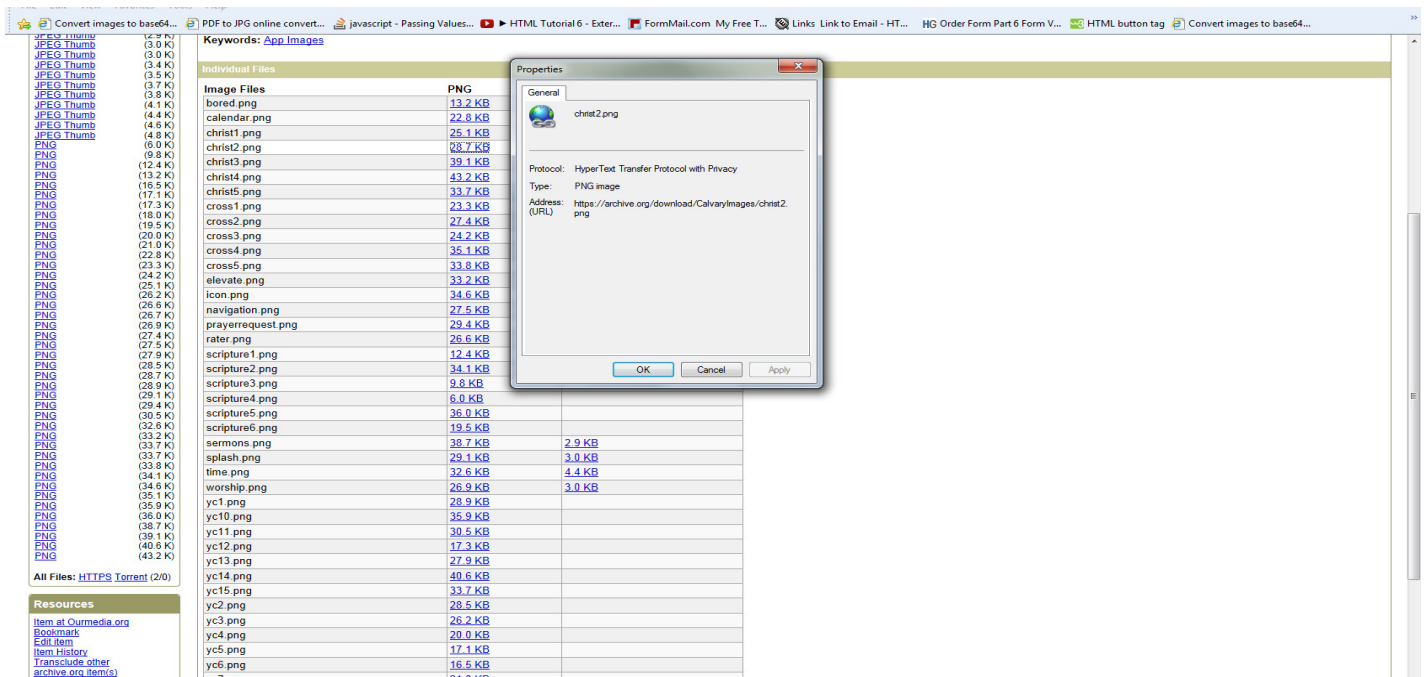 Convert images to base64... PDF to JPG online convert... javascript - Passing Values... ► HTML Tutorial 6 - Exter... FormMail.com My Free T... Links Link to Email - HT... HG Order Form Part 6 Form V... HTML button tag Convert images to base64... »
JPEG Thumb (2.9 K)
JPEG Thumb (3.0 K)
JPEG Thumb (3.0 K)
JPEG Thumb (3.4 K)
JPEG Thumb (3.5 K)
JPEG Thumb (3.7 K)
JPEG Thumb (3.8 K)
JPEG Thumb (4.1 K)
JPEG Thumb (4.4 K)
JPEG Thumb (4.6 K)
JPEG Thumb (4.8 K)
PNG (6.0 K)
PNG (9.8 K)
PNG (12.4 K)
PNG (13.2 K)
PNG (16.5 K)
PNG (17.1 K)
PNG (17.3 K)
PNG (18.0 K)
PNG (19.5 K)
PNG (20.0 K)
PNG (21.0 K)
PNG (22.8 K)
PNG (23.3 K)
PNG (24.2 K)
PNG (25.1 K)
PNG (26.2 K)
PNG (26.6 K)
PNG (26.7 K)
PNG (26.9 K)
PNG (27.4 K)
PNG (27.5 K)
PNG (27.9 K)
PNG (28.5 K)
PNG (28.7 K)
PNG (28.9 K)
PNG (29.1 K)
PNG (29.4 K)
PNG (30.5 K)
PNG (32.6 K)
PNG (33.2 K)
PNG (33.7 K)
PNG (33.7 K)
PNG (33.8 K)
PNG (34.1 K)
PNG (34.6 K)
PNG (35.1 K)
PNG (35.9 K)
PNG (36.0 K)
PNG (38.7 K)
PNG (39.1 K)
PNG (40.6 K)
PNG (43.2 K)
All Files: HTTPS Torrent (2/0)
Resources
Item at Ourmedia.org
Bookmark
Edit item
Item History
Transclude other
archive.org item(s)
Keywords: App Images
Individual Files
Image Files PNG
bored.png 13.2 KB
calendar.png 22.8 KB
christ1.png 25.1 KB
christ2.png 28.7 KB
christ3.png 39.1 KB
christ4.png 43.2 KB
christ5.png 33.7 KB
cross1.png 23.3 KB
cross2.png 27.4 KB
cross3.png 24.2 KB
cross4.png 35.1 KB
cross5.png 33.8 KB
elevate.png 33.2 KB
icon.png 34.6 KB
navigation.png 27.5 KB
prayerrequest.png 29.4 KB
rater.png 26.6 KB
scripture1.png 12.4 KB
scripture2.png 34.1 KB
scripture3.png 9.8 KB
scripture4.png 6.0 KB
scripture5.png 36.0 KB
scripture6.png 19.5 KB
sermons.png 38.7 KB 2.9 KB
splash.png 29.1 KB 3.0 KB
time.png 32.6 KB 4.4 KB
worship.png 26.9 KB 3.0 KB
yc1.png 28.9 KB
yc10.png 35.9 KB
yc11.png 30.5 KB
yc12.png 17.3 KB
yc13.png 27.9 KB
yc14.png 40.6 KB
yc15.png 33.7 KB
yc2.png 28.5 KB
yc3.png 26.2 KB
yc4.png 20.0 KB
yc5.png 17.1 KB
yc6.png 16.5 KB
Properties
General
christ2.png
Protocol: HyperText Transfer Protocol with Privacy
Type: PNG image
Address: https://archive.org/download/CalvaryImages/christ2.
(URL) png
OK Cancel Apply